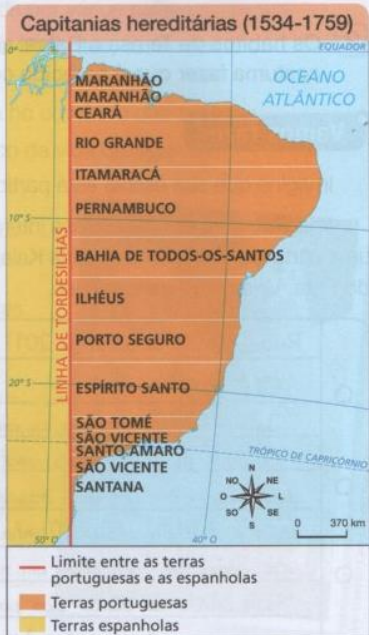 Capitanias hereditárias (1534-1759)
0°
EQUADOR
OCEANO
ATLÂNTICO
MARANHÃO
MARANHÃO
CEARÁ
RIO GRANDE
ITAMARACÁ
PERNAMBUCO
10° S
BAHIA DE TODOS-OS-SANTOS
LINHA DE TORDESILHAS
ILHÉUS
PORTO SEGURO
20° S
ESPÍRITO SANTO
SÃO TOMÉ
SÃO VICENTE
SANTO AMARO
TRÓPICO DE CAPRICÓRNIO
SÃO VICENTE
SANTANA
N
NO NE
O L
SO SE
S
0 370 km
50° O
40° O
Limite entre as terras
portuguesas e as espanholas
Terras portuguesas
Terras espanholas